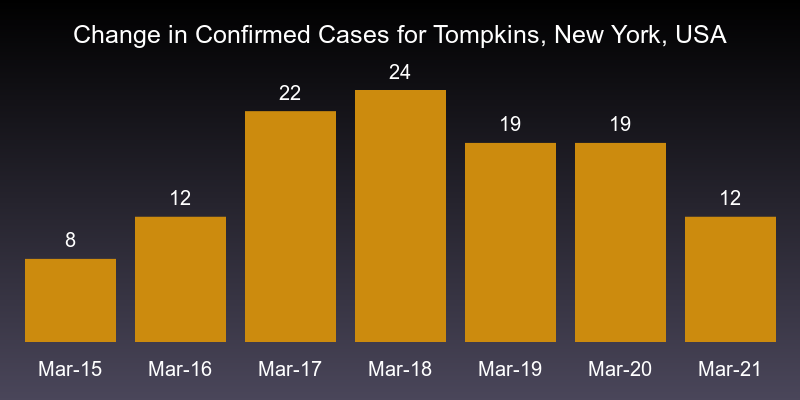 Change in Confirmed Cases for Tompkins, New York, USA
24
22
19 19
12 12
8
Mar-15 Mar-16 Mar-17 Mar-18 Mar-19 Mar-20 Mar-21